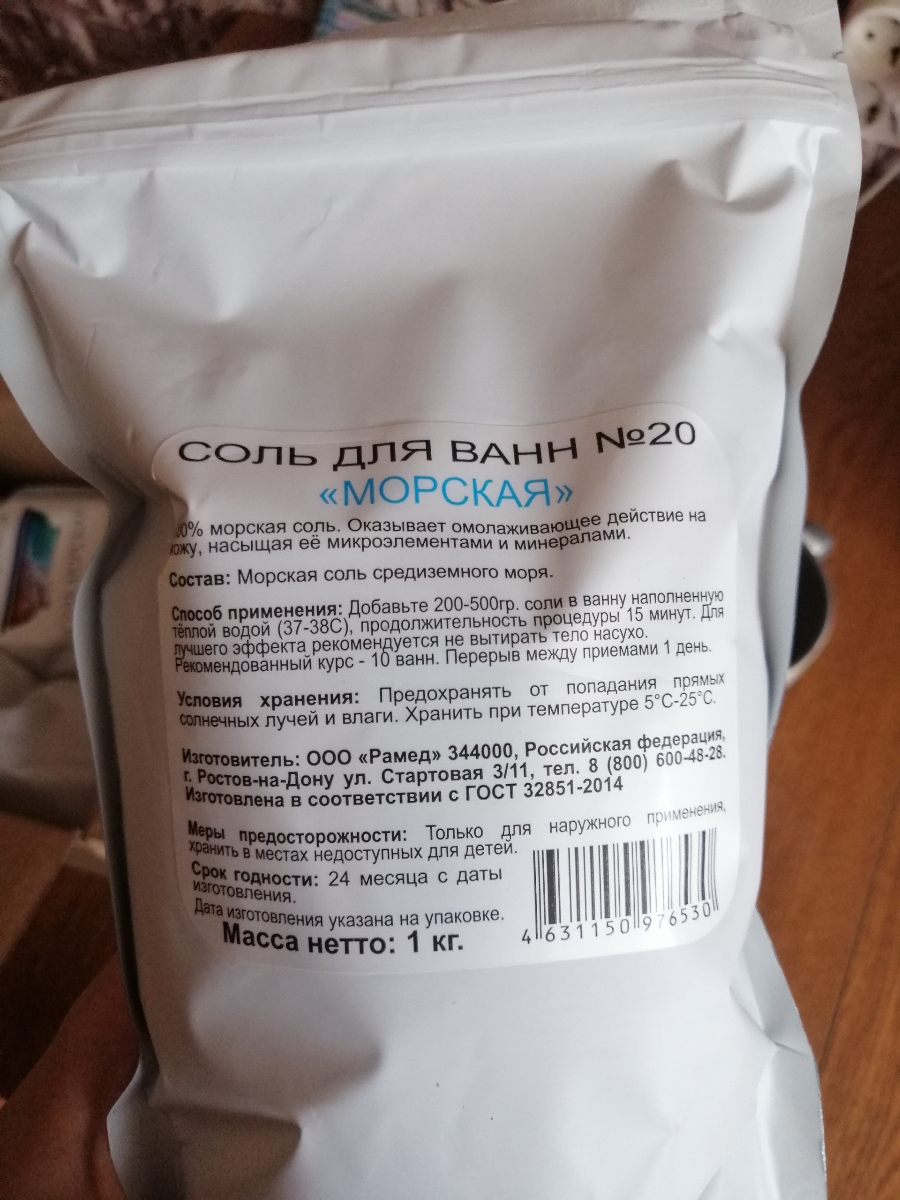 СОЛЬ ДЛЯ ВАНН №20
«МОРСКАЯ»
морская соль. Оказывает омолаживающее действие на
кожу, насыщая её микроэлементами и минералами.
Состав: Морская соль средиземного моря.
Способ применения: Добавьте 200-500гр. соли в ванну наполненную
тёплой водой (37-38С), продолжительность процедуры 15 минут. Для
лучшего эффекта рекомендуется не вытирать тело насухо.
Рекомендованный курс - 10 ванн. Перерыв между приемами 1 день.
Условия хранения: Предохранять от попадания прямых
солнечных лучей и влаги. Хранить при температуре 5°С-25°С.
Изготовитель: ООО «Рамед» 344000, Российская федерация,
г. Ростов-на-Дону ул. Стартовая 3/11, тел. 8 (800) 600-48-28.
Изготовлена в соответствии с ГОСТ 32851-2014
Меры предосторожности: Только для наружного применения,
хранить в местах недоступных для детей.
Срок годности: 24 месяца с даты
изготовления.
Дата изготовления указана на упаковке.
Масса нетто: 1 кг.
4 631150 976530